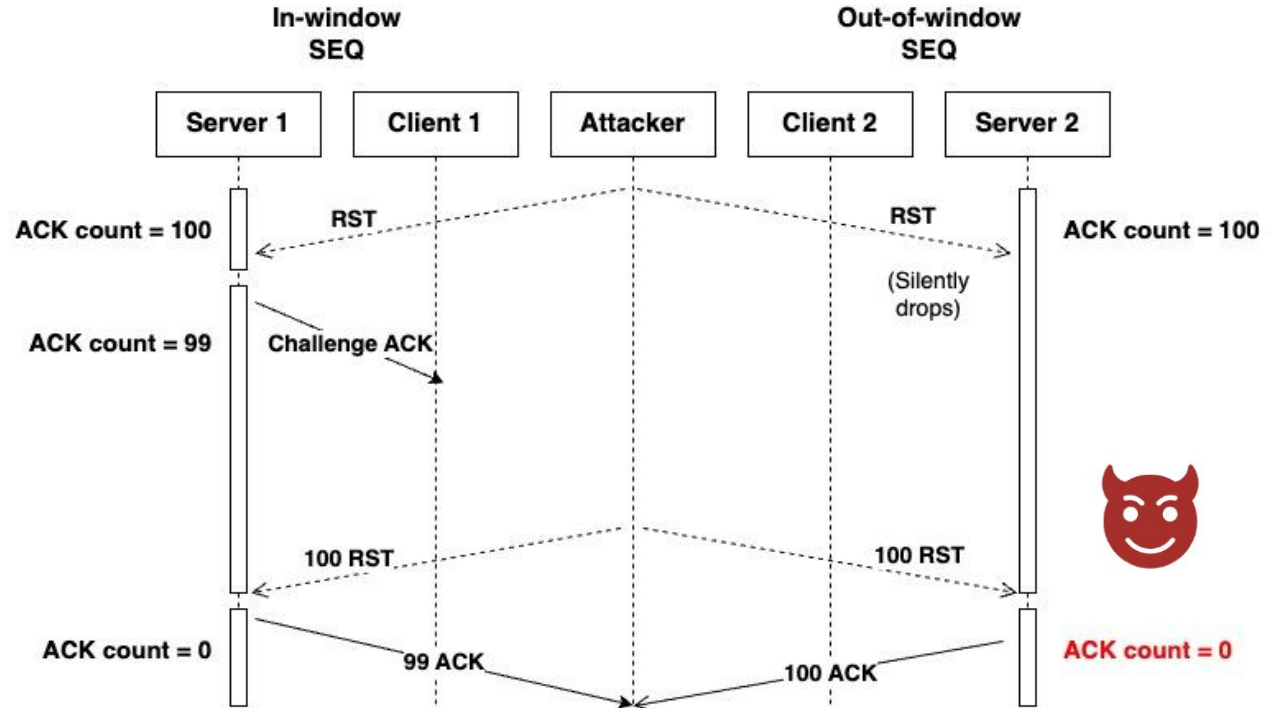 In-window
SEQ
Out-of-window
SEQ
Server 1
Client 1
Attacker
Client 2
Server 2
RST
RST
ACK count = 100
ACK count = 100
(Silently
drops)
ACK count = 99
Challenge ACK
100 RST
100 RST
ACK count = 0
99 ACK
100 ACK
ACK count = 0